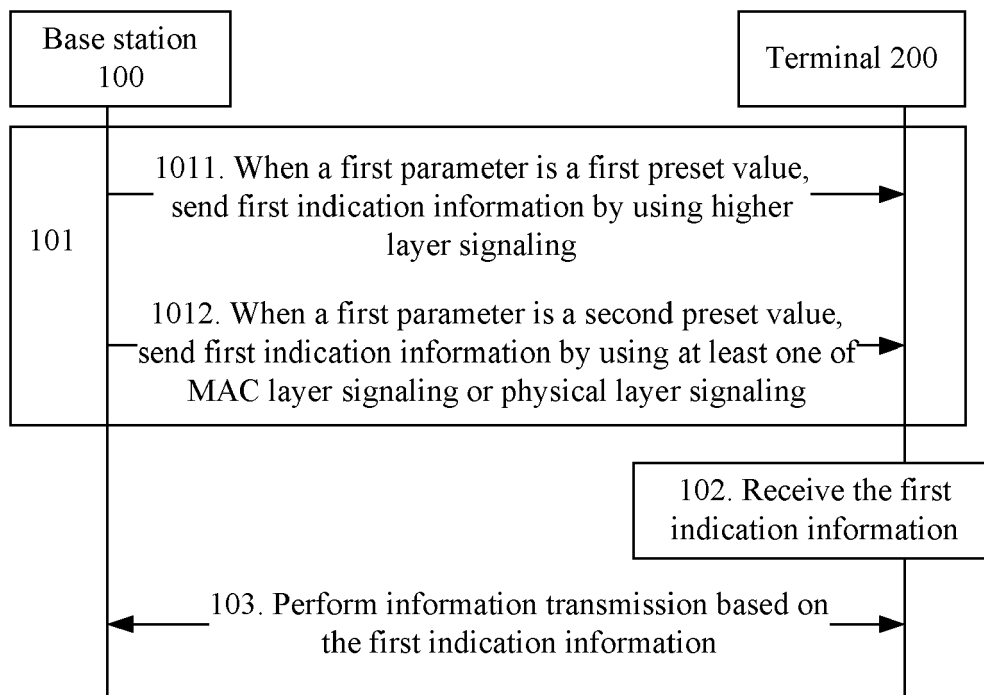 Base station
100
Terminal 200
1011. When a first parameter is a first preset value,
send first indication information by using higher
layer signaling
101
1012. When a first parameter is a second preset value,
send first indication information by using at least one of
MAC layer signaling or physical layer signaling
102. Receive the first
indication information
103. Perform information transmission based on
the first indication information